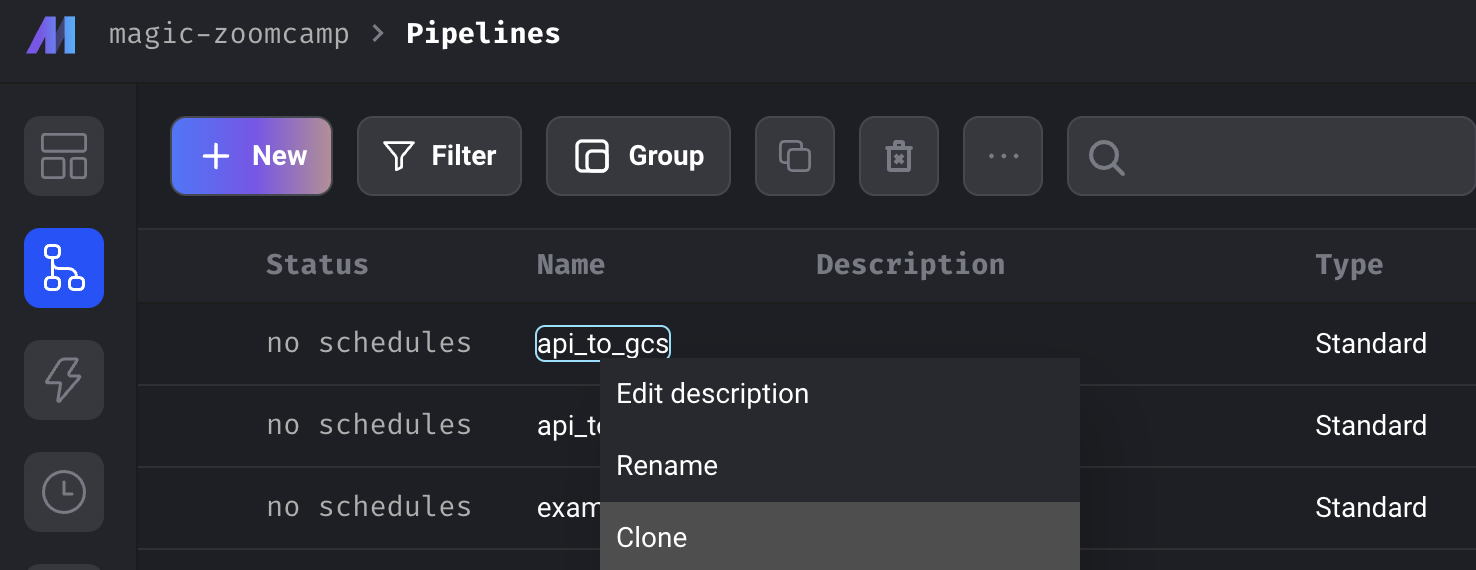 magic-zoomcamp > Pipelines
New Filter Group
Status Name Description Type
no schedules api_to_gcs Standard
Edit description
no schedules Standard
Rename
no schedules Standard
Clone